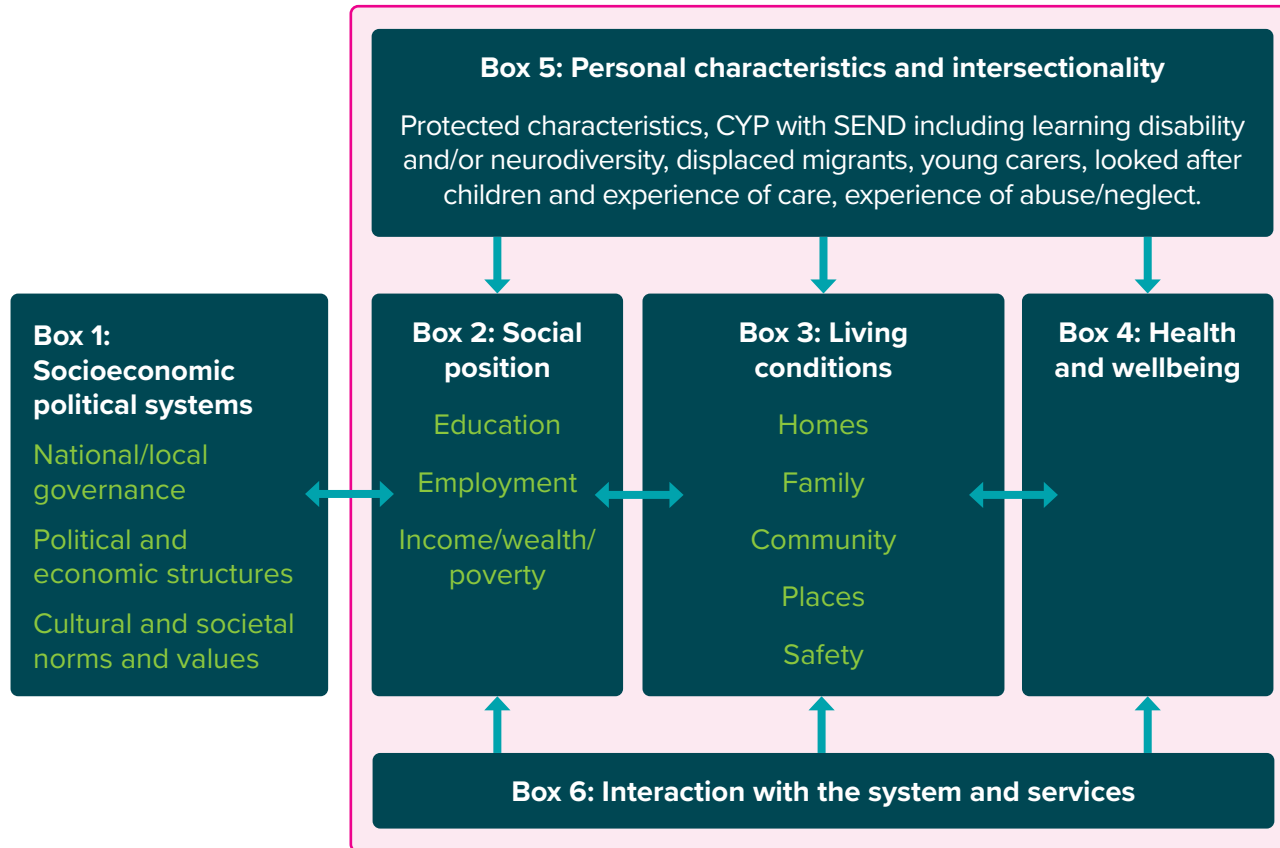 Box 5: Personal characteristics and intersectionality
Protected characteristics, CYP with SEND including learning disability
and/or neurodiversity, displaced migrants, young carers, looked after
children and experience of care, experience of abuse/neglect.
Box 1:
Socioeconomic
political systems
National/local
governance
Political and
economic structures
Cultural and societal
norms and values
Box 2: Social
position
Education
Employment
Income/wealth/
poverty
Box 3: Living
conditions
Homes
Family
Community
Places
Safety
Box 4: Health
and wellbeing
Box 6: Interaction with the system and services